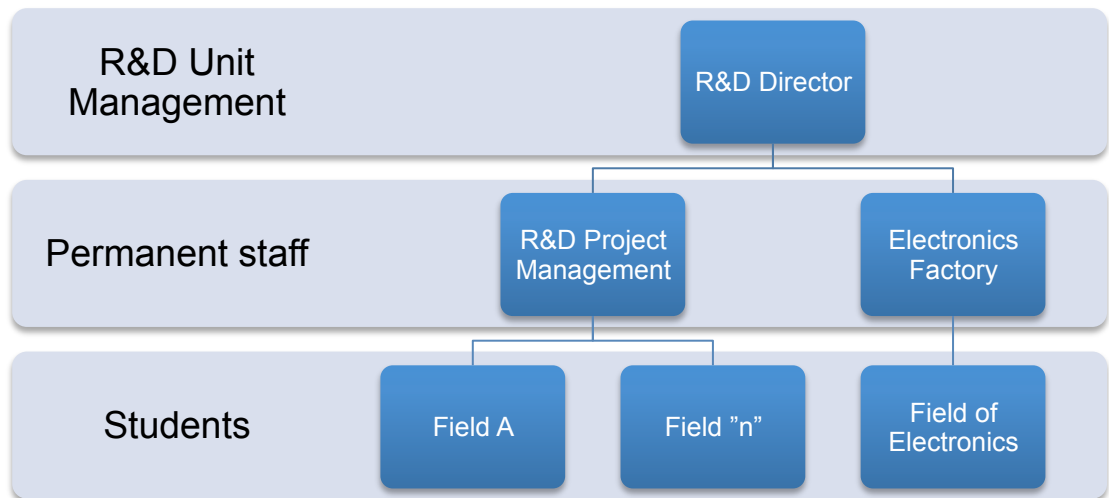 R&D Unit
Management
R&D Director
Permanent staff
R&D Project
Management
Electronics
Factory
Students
Field A
Field ”n”
Field of
Electronics